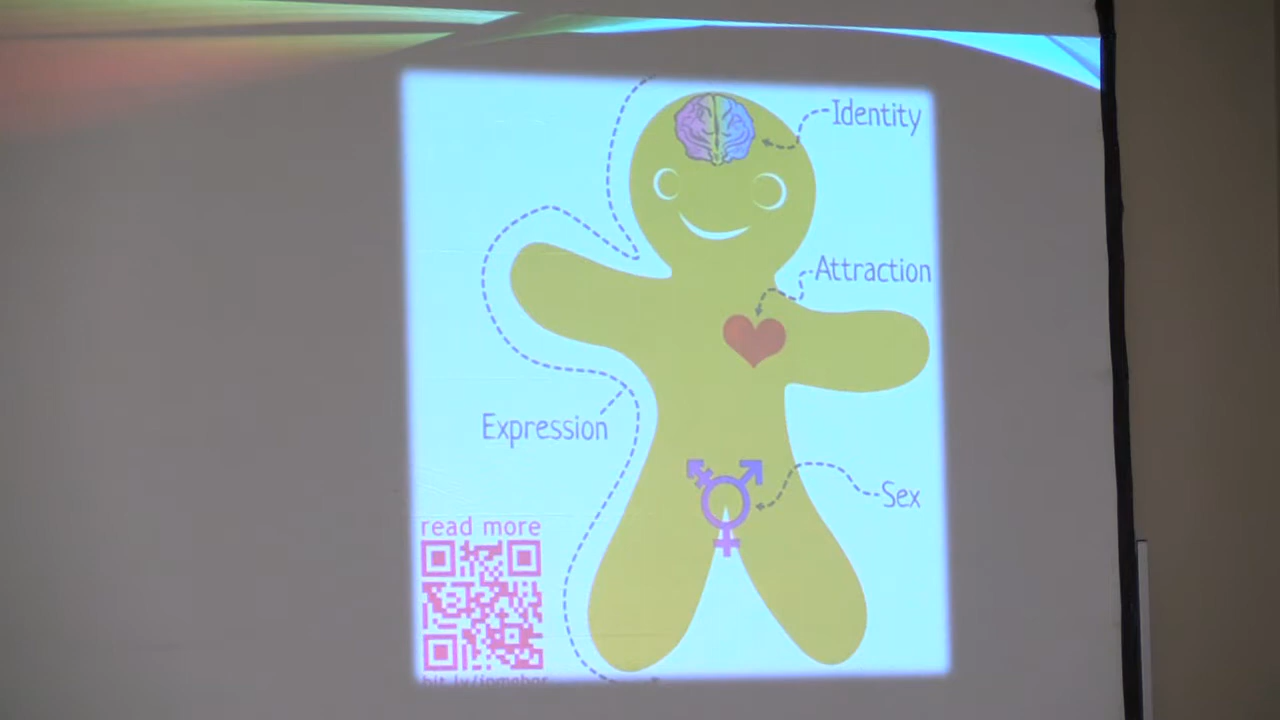 Identity
Attraction
Expression
Sex
read more